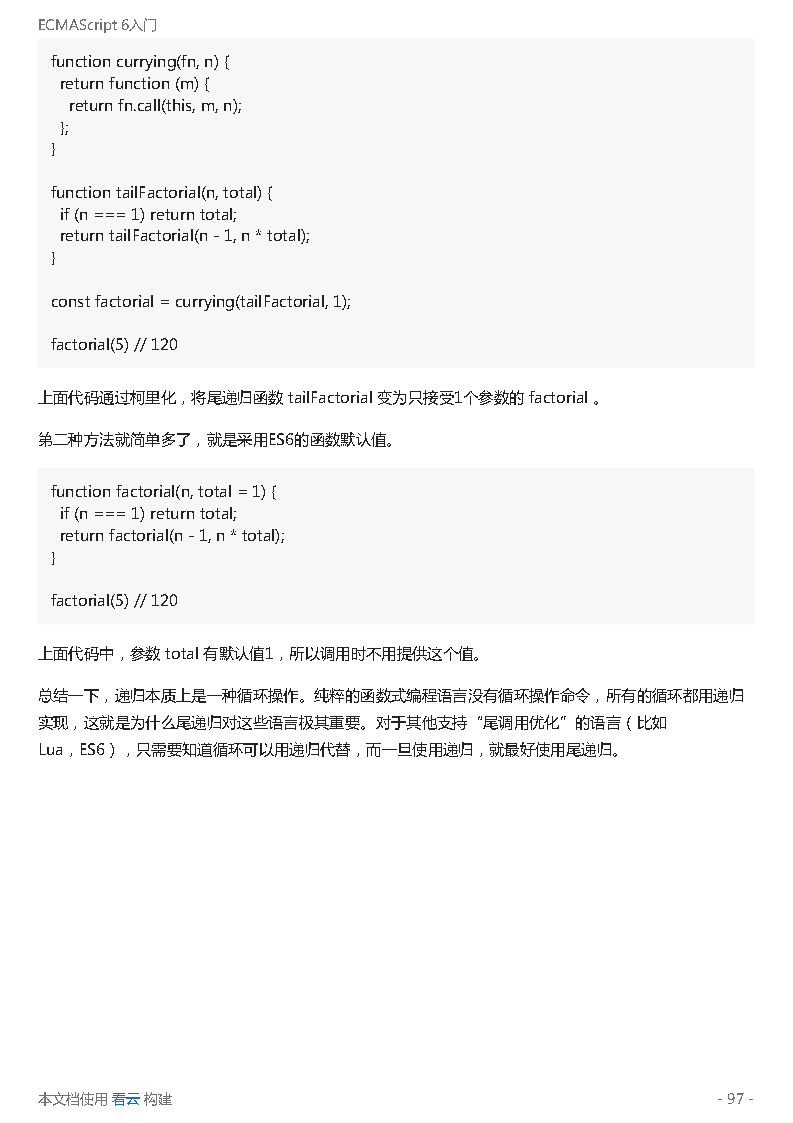 ECMAScript 6入门
function currying(fn, n) {
  return function (m) {
    return fn.call(this, m, n);
  };
}
function tailFactorial(n, total) {
  if (n === 1) return total;
  return tailFactorial(n - 1, n * total);
}
const factorial = currying(tailFactorial, 1);
factorial(5) // 120
上面代码通过柯里化，将尾递归函数 tailFactorial 变为只接受1个参数的 factorial 。
第二种方法就简单多了，就是采用ES6的函数默认值。
function factorial(n, total = 1) {
  if (n === 1) return total;
  return factorial(n - 1, n * total);
}
factorial(5) // 120
上面代码中，参数 total 有默认值1，所以调用时不用提供这个值。
总结一下，递归本质上是一种循环操作。纯粹的函数式编程语言没有循环操作命令，所有的循环都用递归
实现，这就是为什么尾递归对这些语言极其重要。对于其他支持“尾调用优化”的语言（比如
Lua，ES6），只需要知道循环可以用递归代替，而一旦使用递归，就最好使用尾递归。
本文档使用 看云 构建
- 97 -